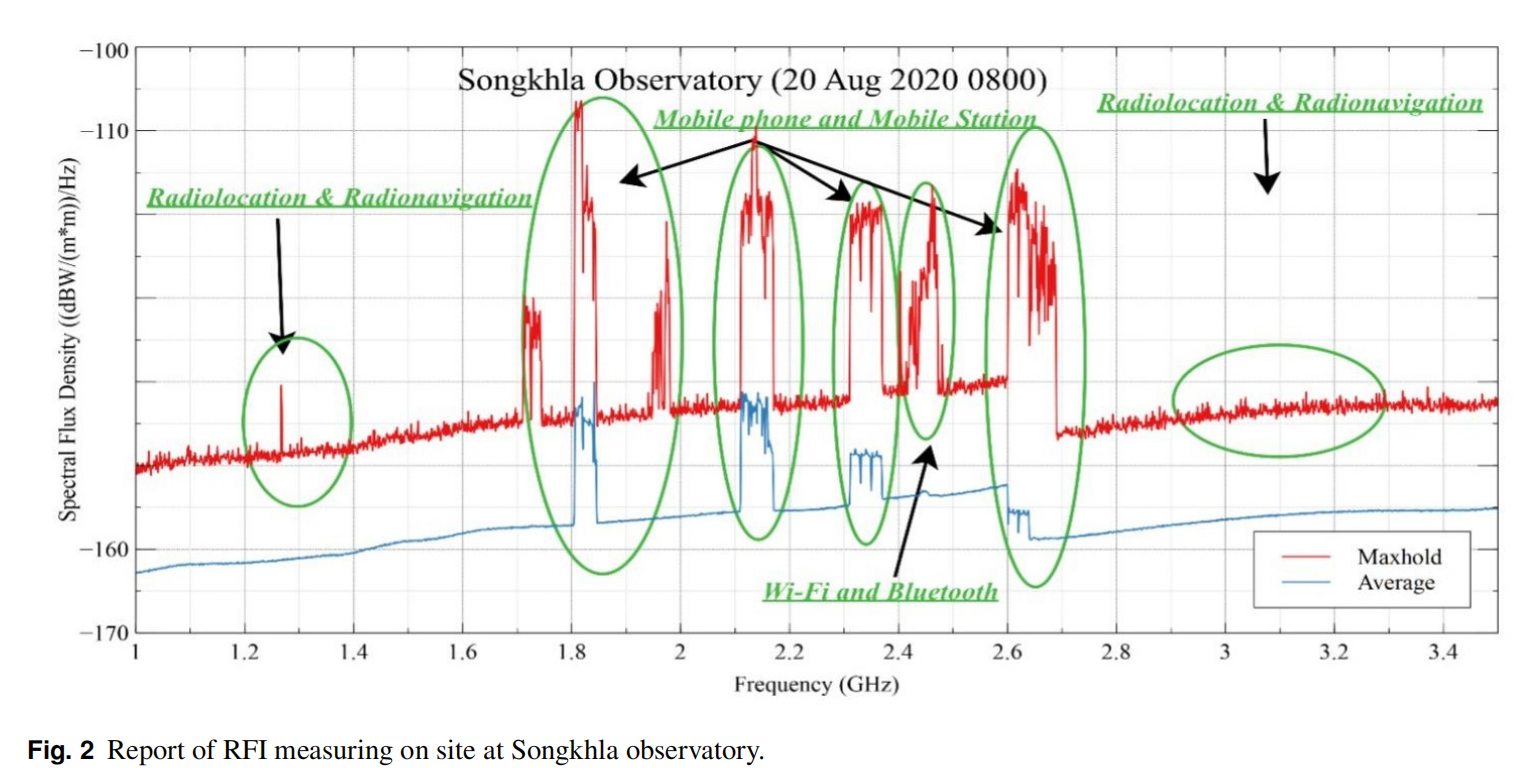 Songkhla Observatory (20 Aug 2020 0800)
Radiolocation & Radionavigation
Mobile phone and Mobile Station
Radiolocation & Radionavigation
Wi-Fi and Bluetooth
Maxhold
Average
Spectral Flux Density ((dBW/(m*m))/Hz)
−100
−110
−160
−170
1 1.2 1.4 1.6 1.8 2 2.2 2.4 2.6 2.8 3 3.2 3.4
Frequency (GHz)
Fig. 2 Report of RFI measuring on site at Songkhla observatory.